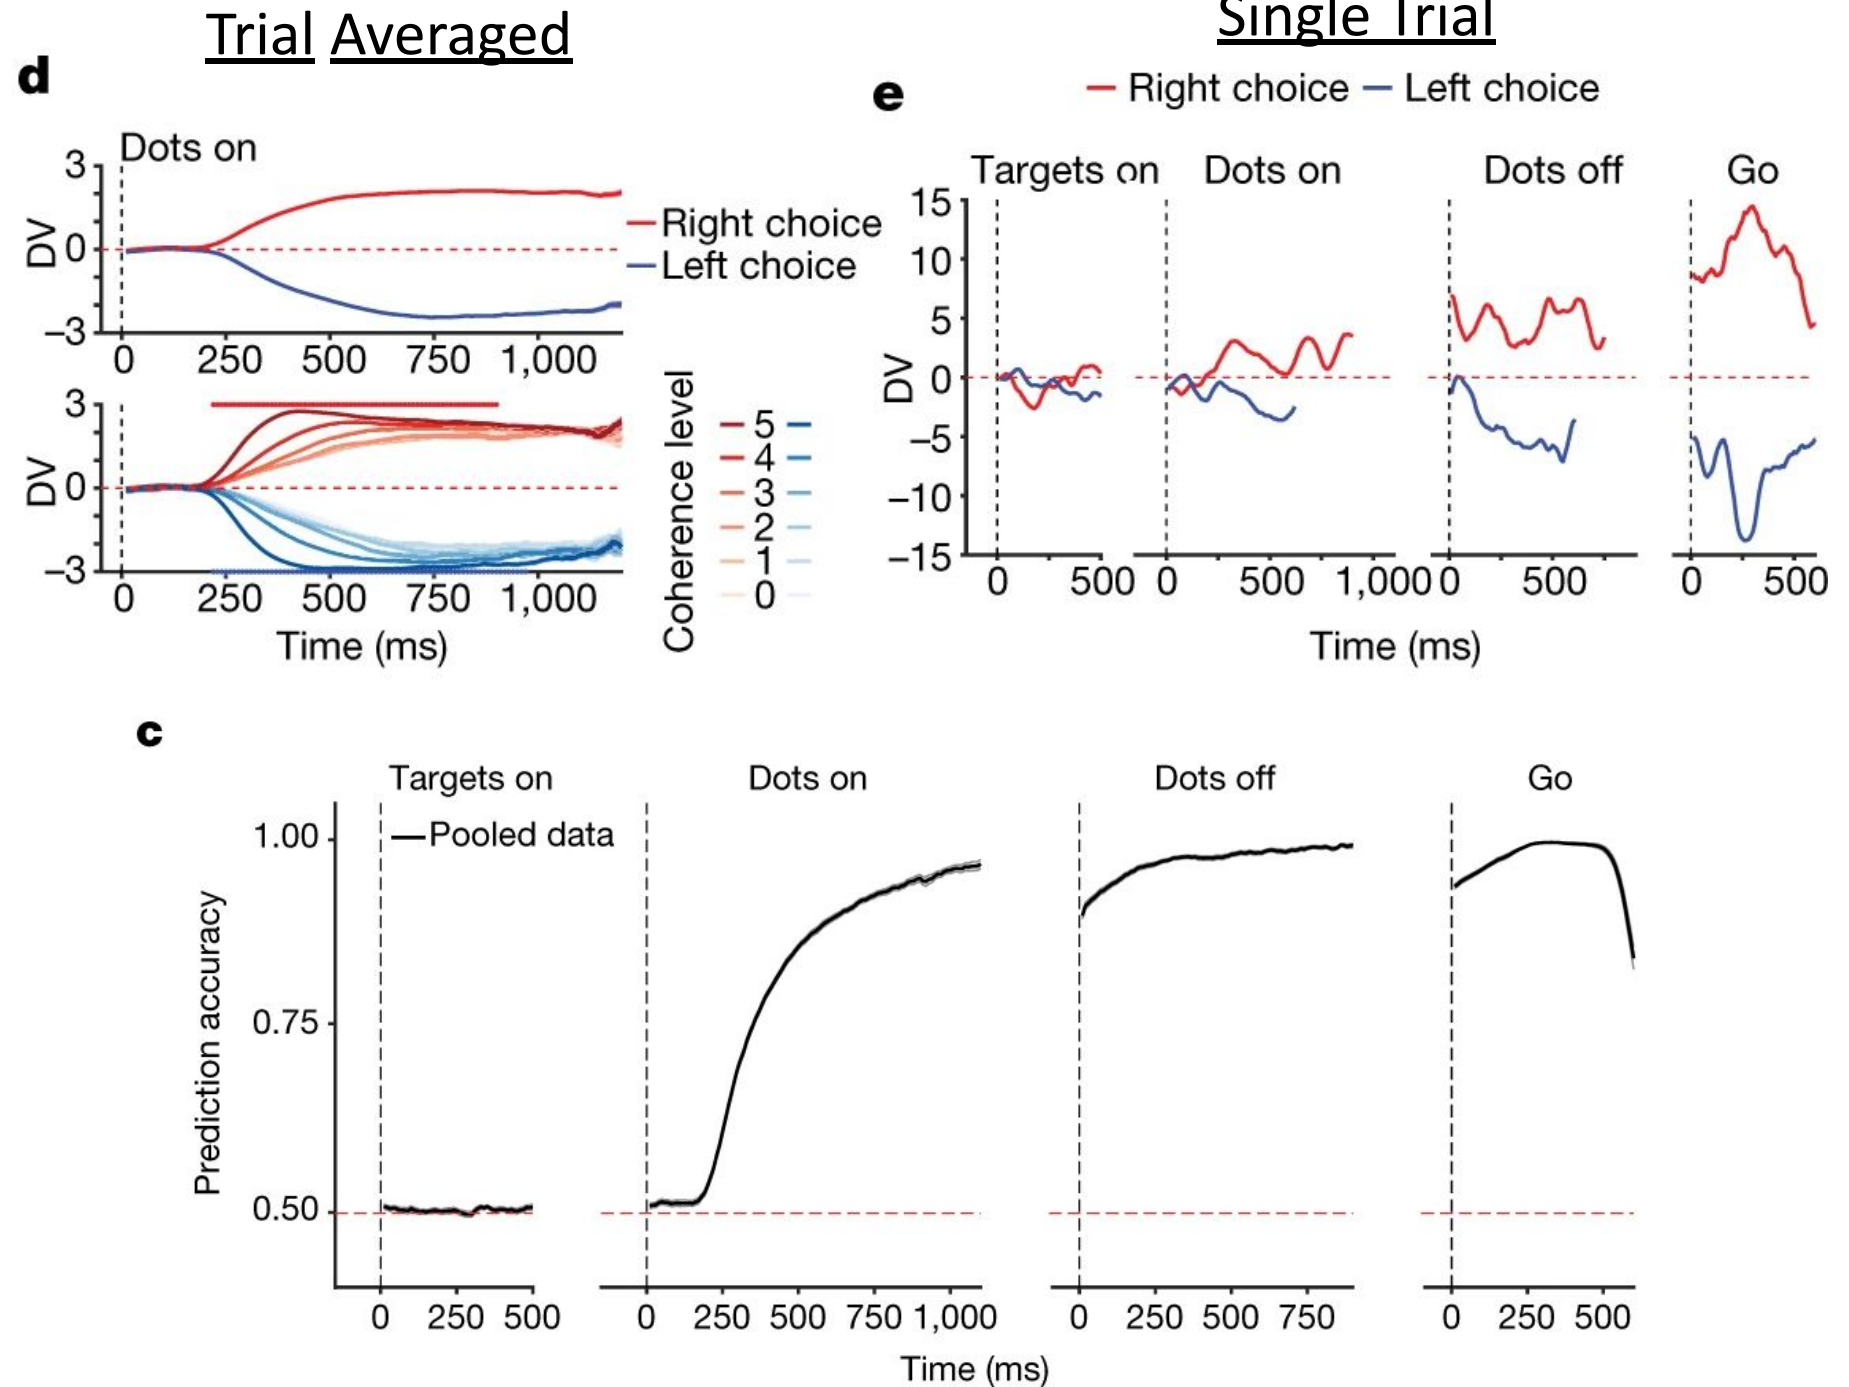 Trial Averaged
Single Trial
d
Dots on
3
0
−3
DV
Right choice
Left choice
0 250 500 750 1,000
3
0
−3
DV
0 250 500 750 1,000
Time (ms)
Coherence level
5
4
3
2
1
0
e
Right choice Left choice
Targets on Dots on Dots off Go
15
10
5
0
−5
−10
−15
DV
0 500 0 500 1,000 0 500 0 500
Time (ms)
c
Targets on Dots on Dots off Go
Pooled data
1.00
0.75
0.50
Prediction accuracy
0 250 500 0 250 500 750 1,000 0 250 500 750 0 250 500
Time (ms)